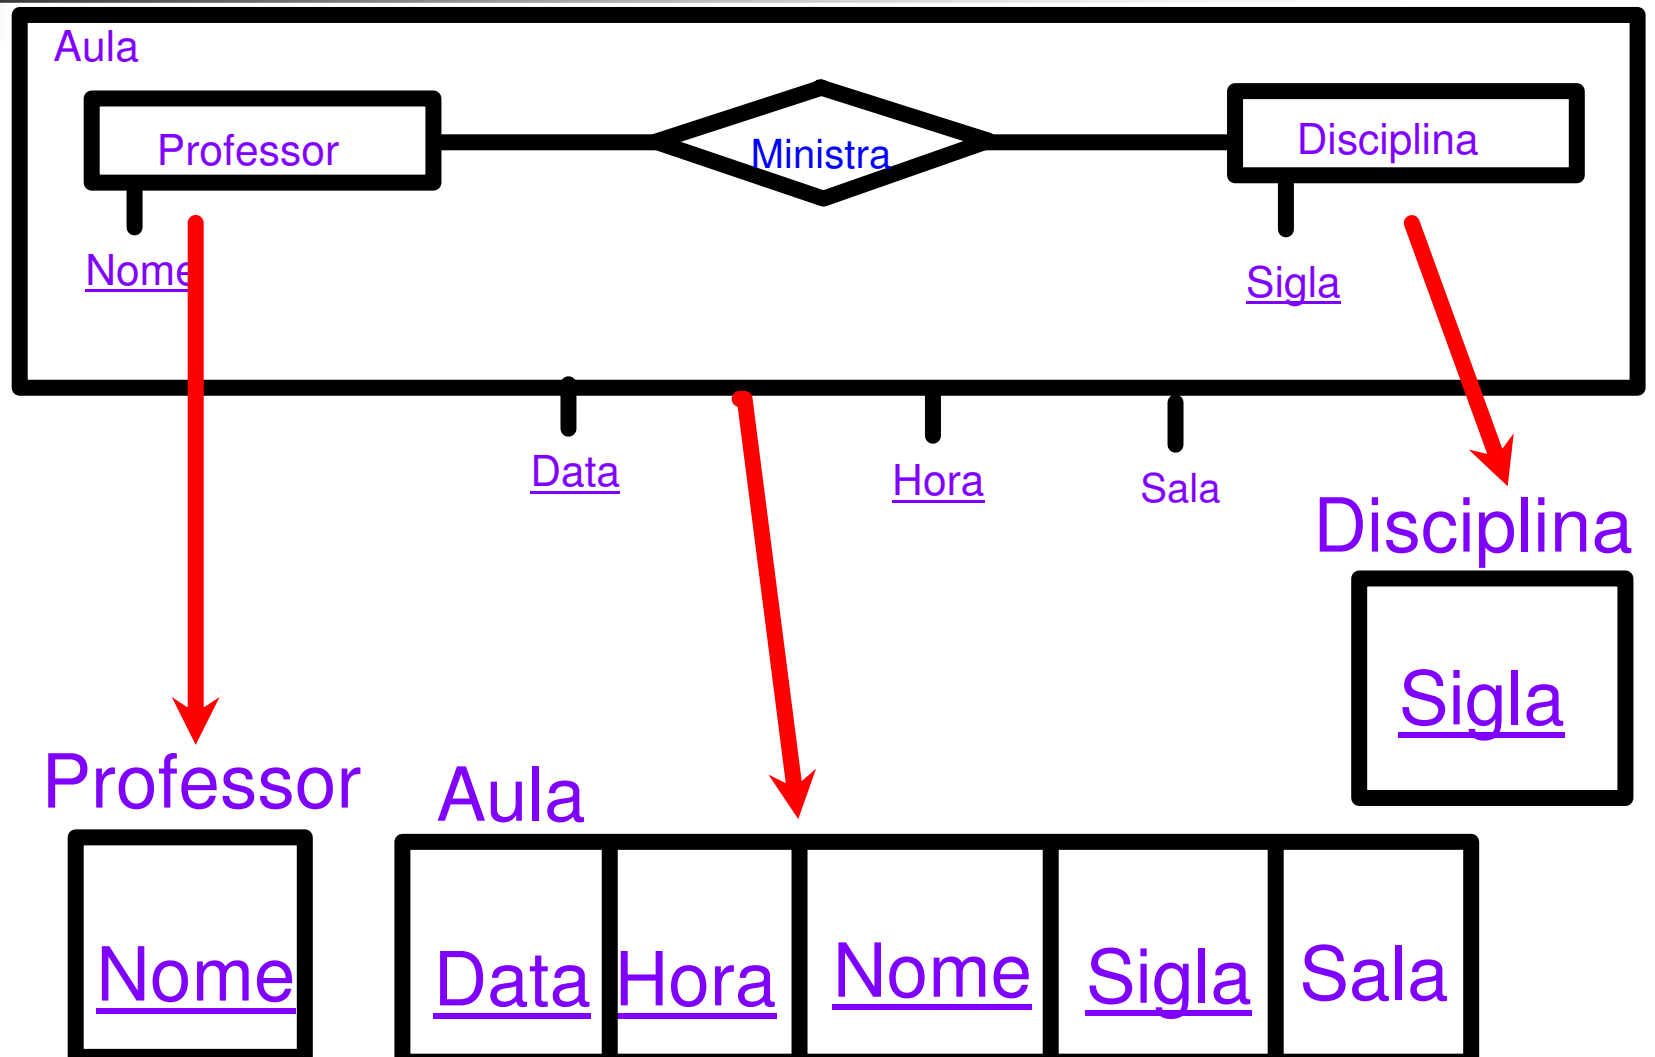 Aula
Professor
Ministra
Disciplina
Nome
Sigla
Data
Hora
Sala
Disciplina
Sigla
Professor
Aula
Nome
Data
Hora
Nome
Sigla
Sala